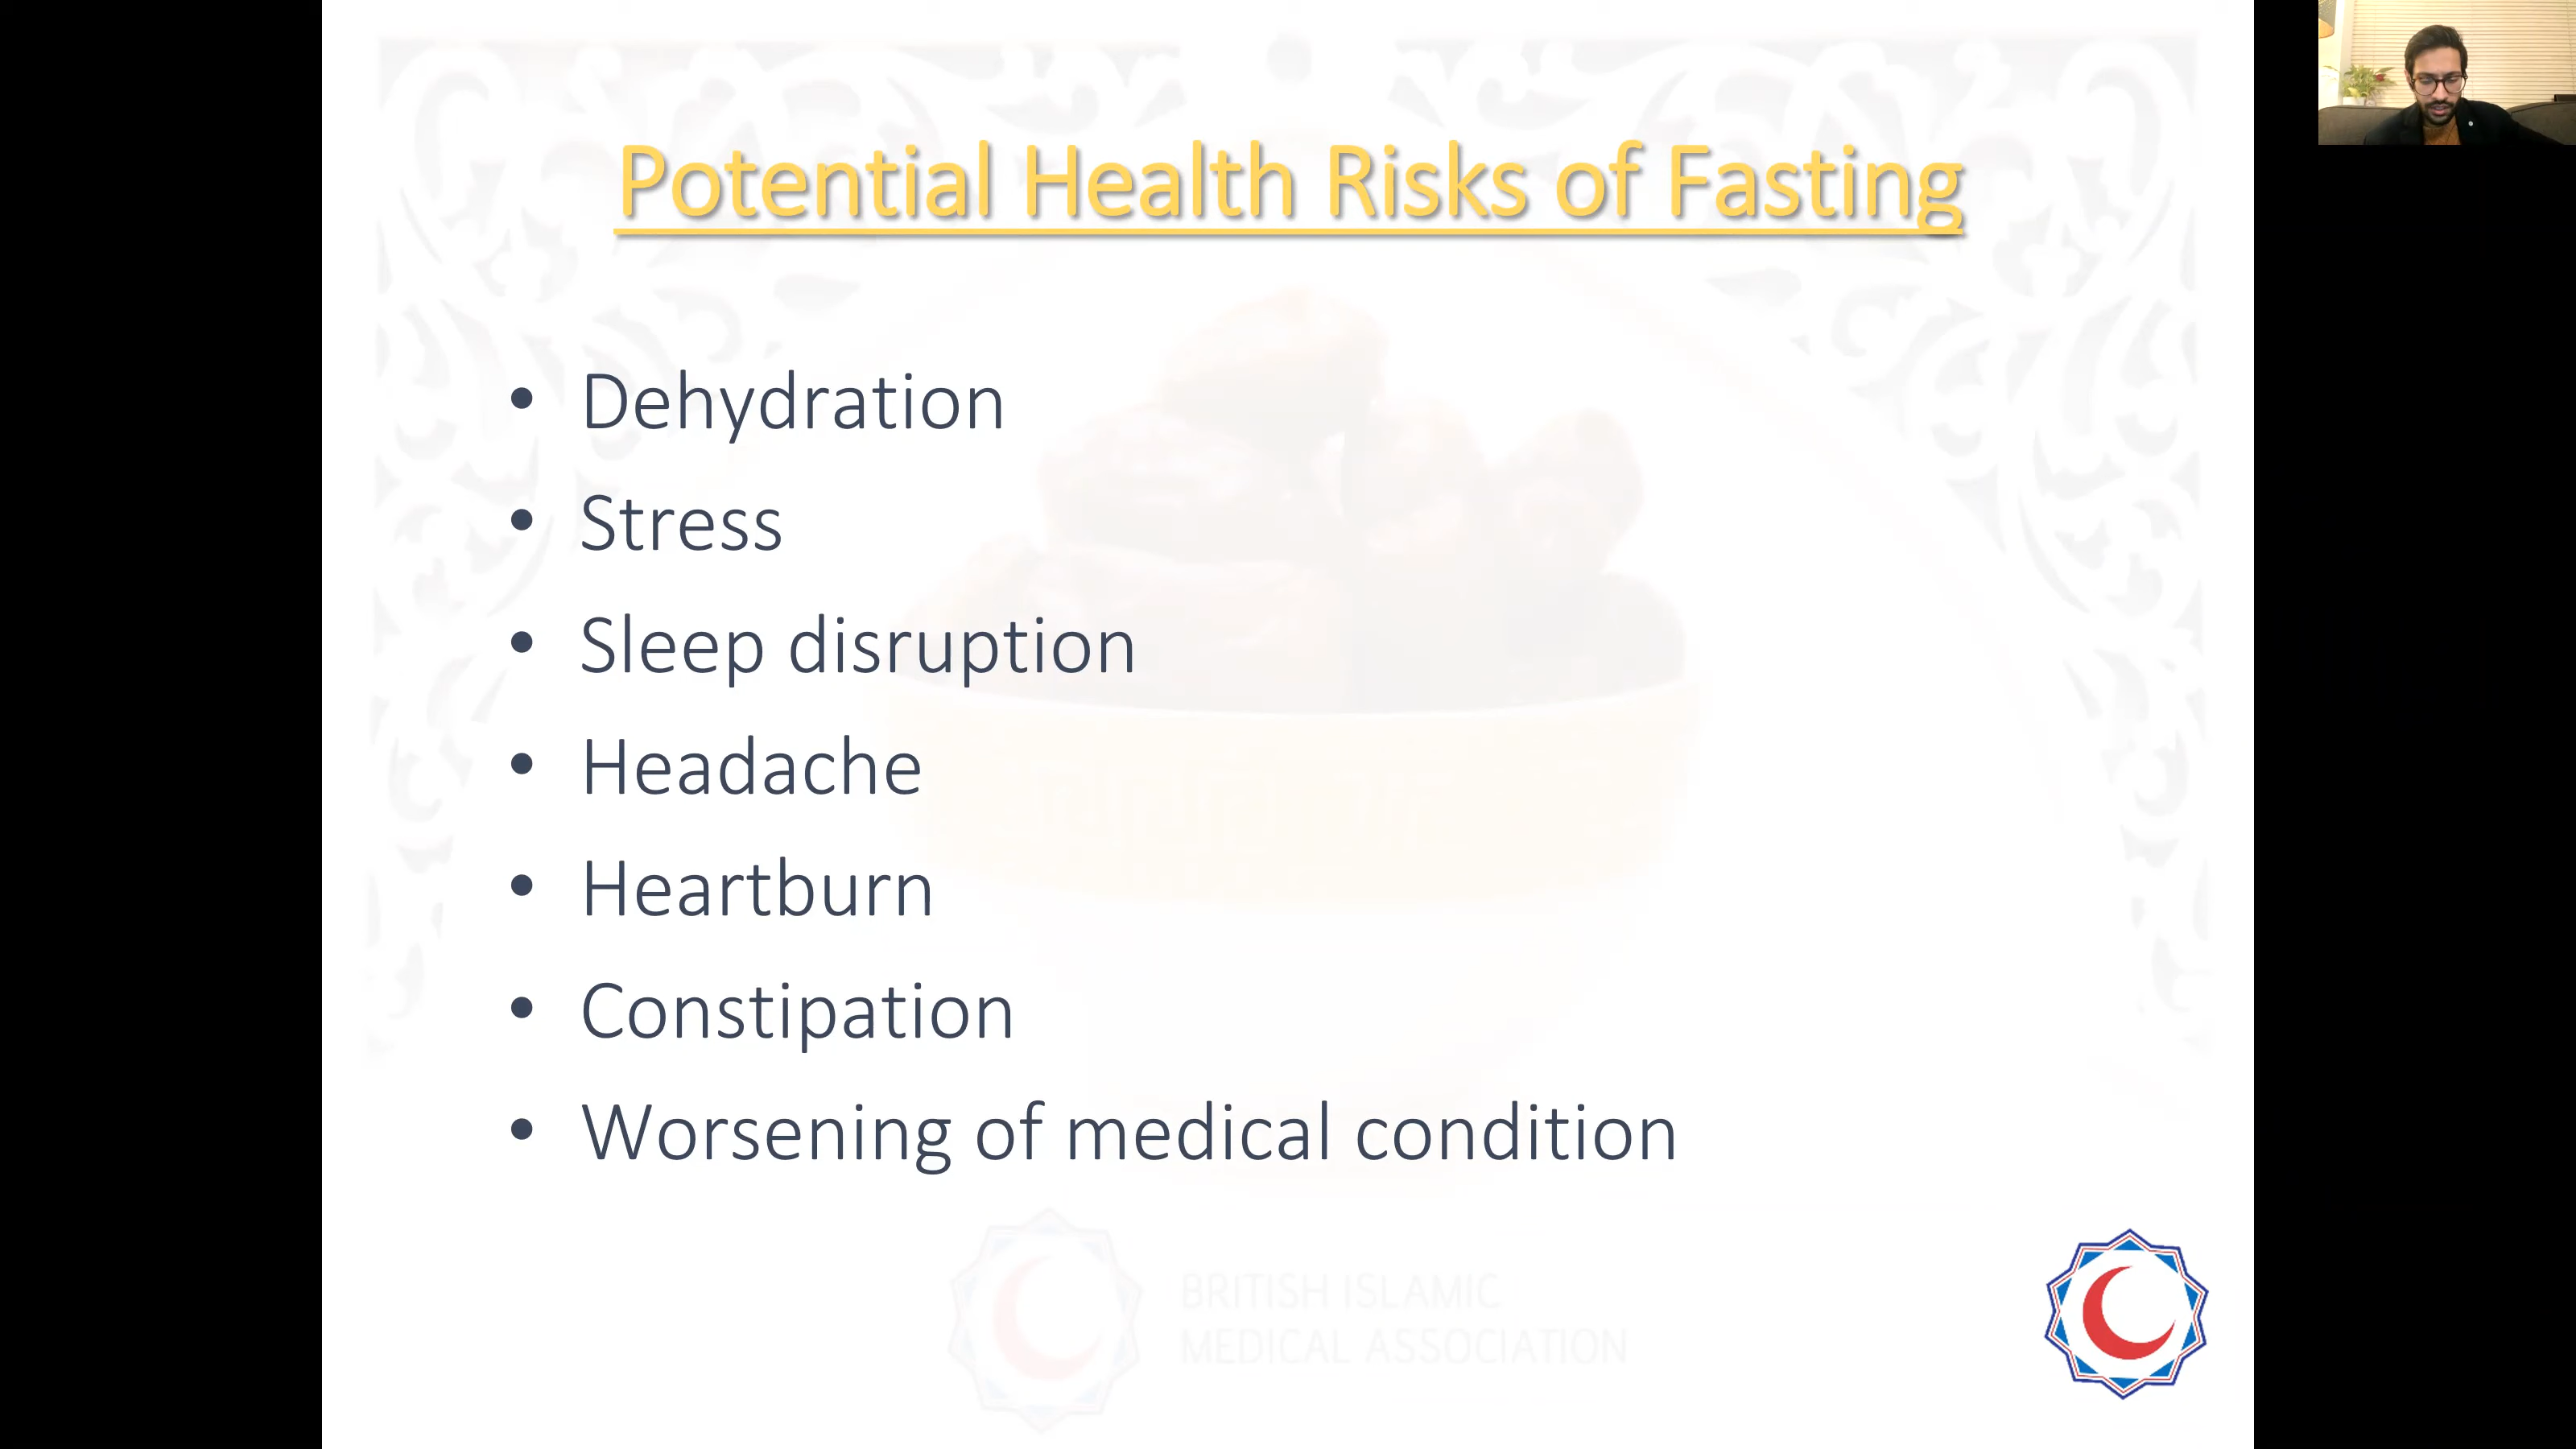 Potential Health Risks of Fasting
• Dehydration
• Stress
• Sleep disruption
• Headache
• Heartburn
• Constipation
• Worsening of medical condition
BRITISH ISLAMIC
MEDICAL ASSOCIATION